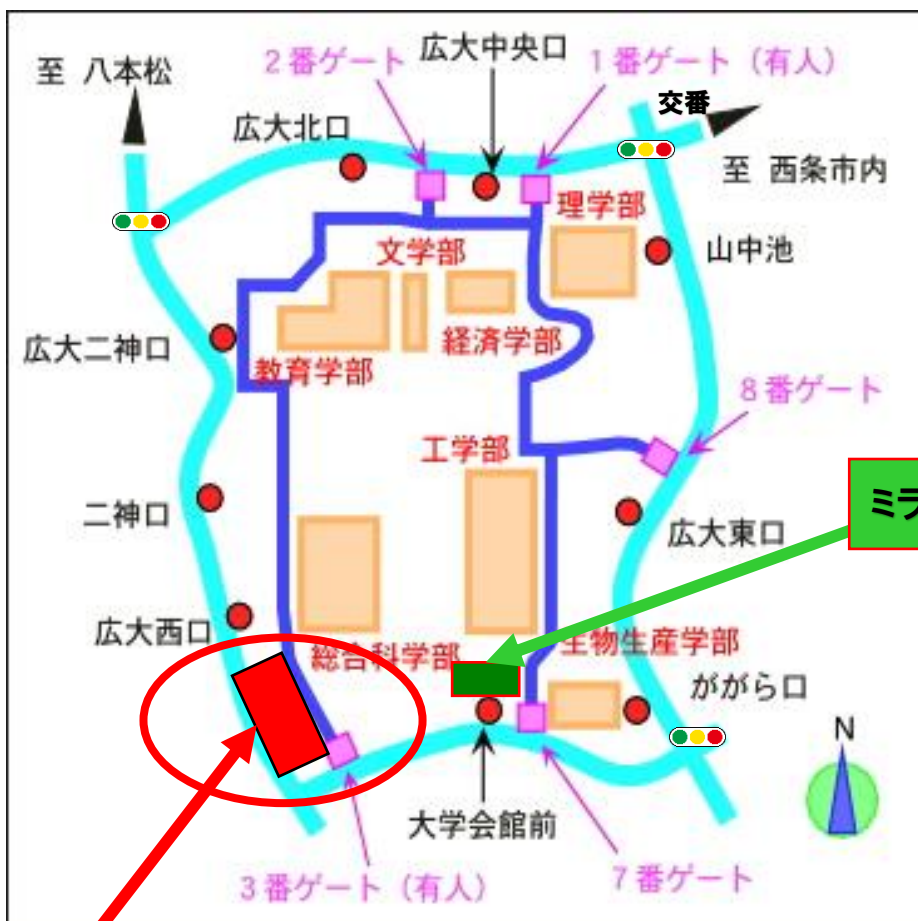 広大中央口
2番ゲート
1番ゲート（有人）
至 八本松
交番
広大北口
至 西条市内
理学部
文学部
山中池
経済学部
広大二神口
教育学部
8番ゲート
工学部
ミラ
二神口
広大東口
広大西口
総合科学部
生物生産学部
ががら口
N
大学会館前
3番ゲート（有人）
7番ゲート